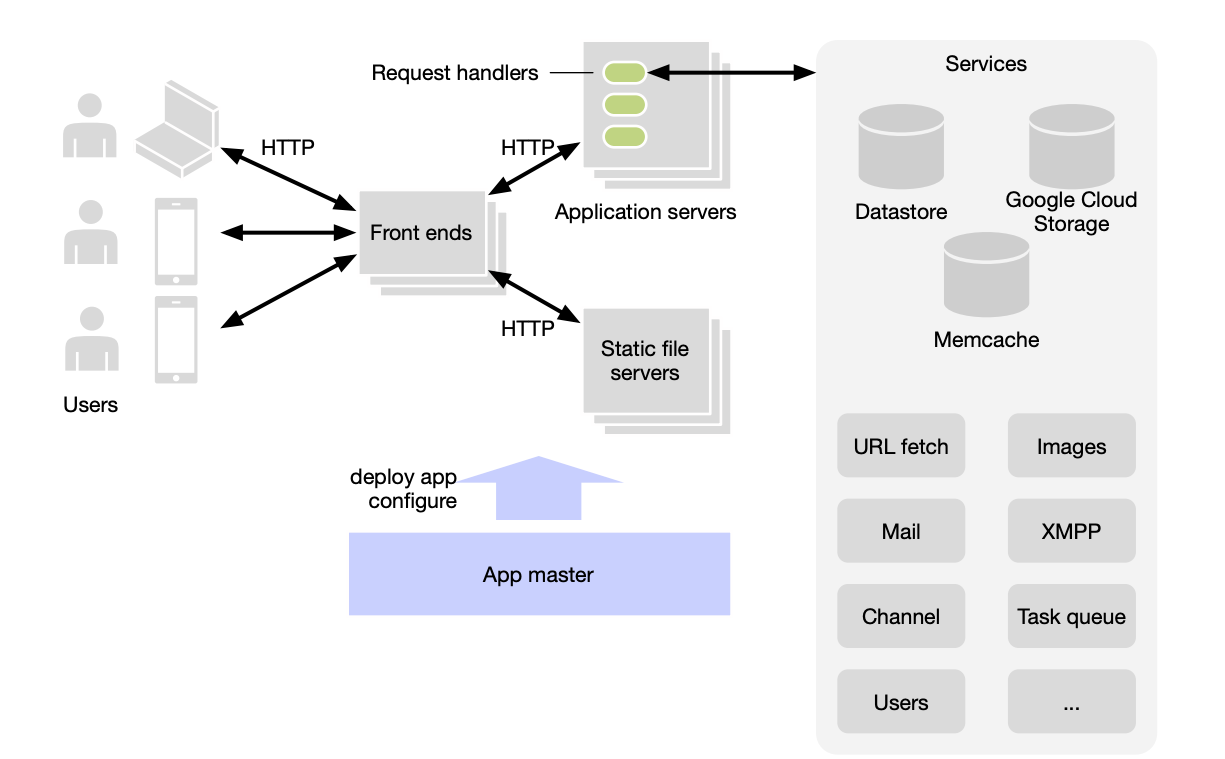 Request handlers
Services
HTTP
HTTP
Google Cloud
Storage
Application servers
Datastore
Front ends
HTTP
Memcache
Static file
servers
Users
URL fetch
Images
deploy app
configure
Mail
XMPP
App master
Channel
Task queue
Users
...